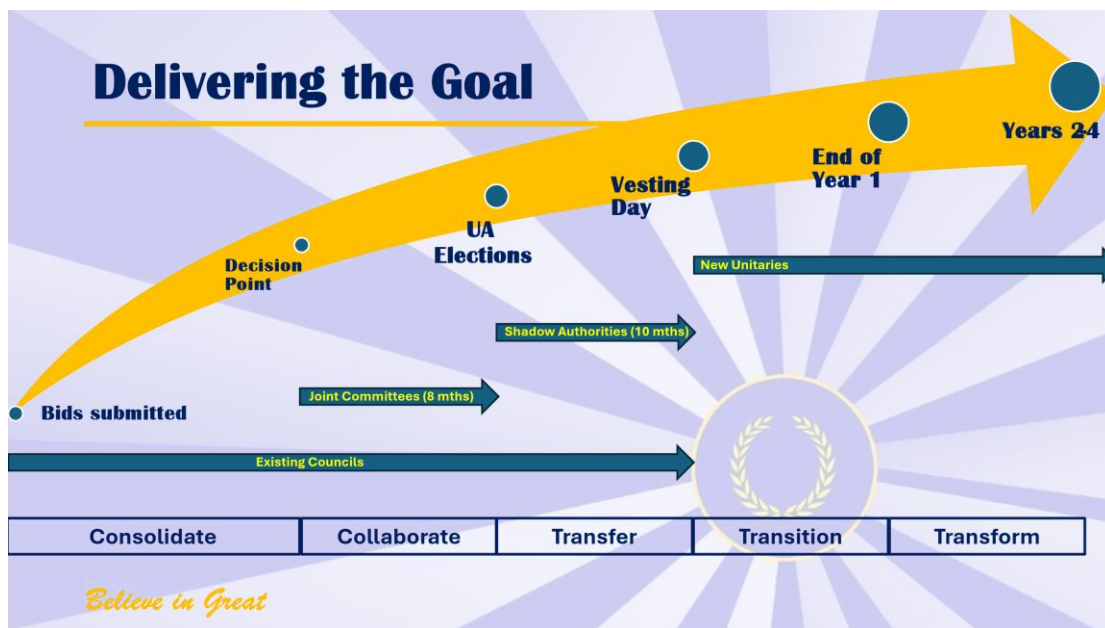 Delivering the Goal
Years 2-4
End of
Year 1
Vesting
Day
UA
Elections
Decision
Point
New Unitaries
Shadow Authorities (10 mths)
Joint Committees (8 mths)
Bids submitted
Existing Councils
Consolidate
Collaborate
Transfer
Transition
Transform
Believe in Great